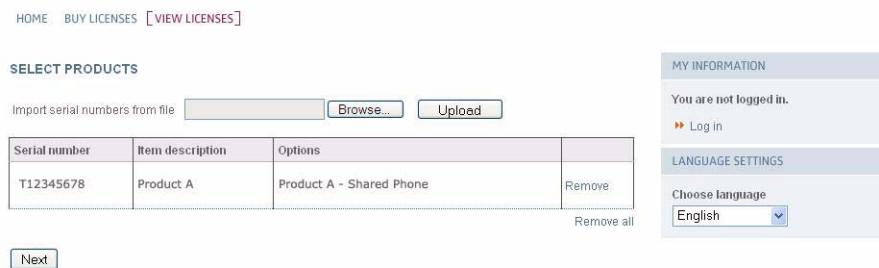 HOME BUY LICENSES [VIEW LICENSES]
SELECT PRODUCTS
Import serial numbers from file Browse... Upload
Serial number Item description Options
T12345678 Product A Product A - Shared Phone Remove
Remove all
Next
MY INFORMATION
You are not logged in.
Log in
LANGUAGE SETTINGS
Choose language
English